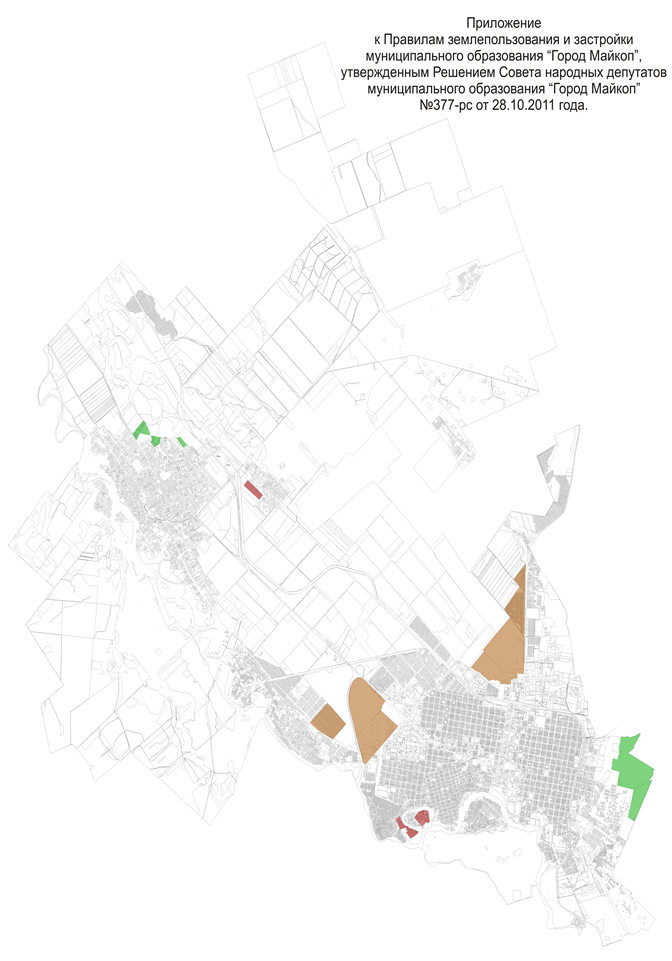 Приложение
к Правилам землепользования и застройки
муниципального образования “Город Майкоп”,
утвержденным Решением Совета народных депутатов
муниципального образования “Город Майкоп”
№377-рс от 28.10.2011 года.